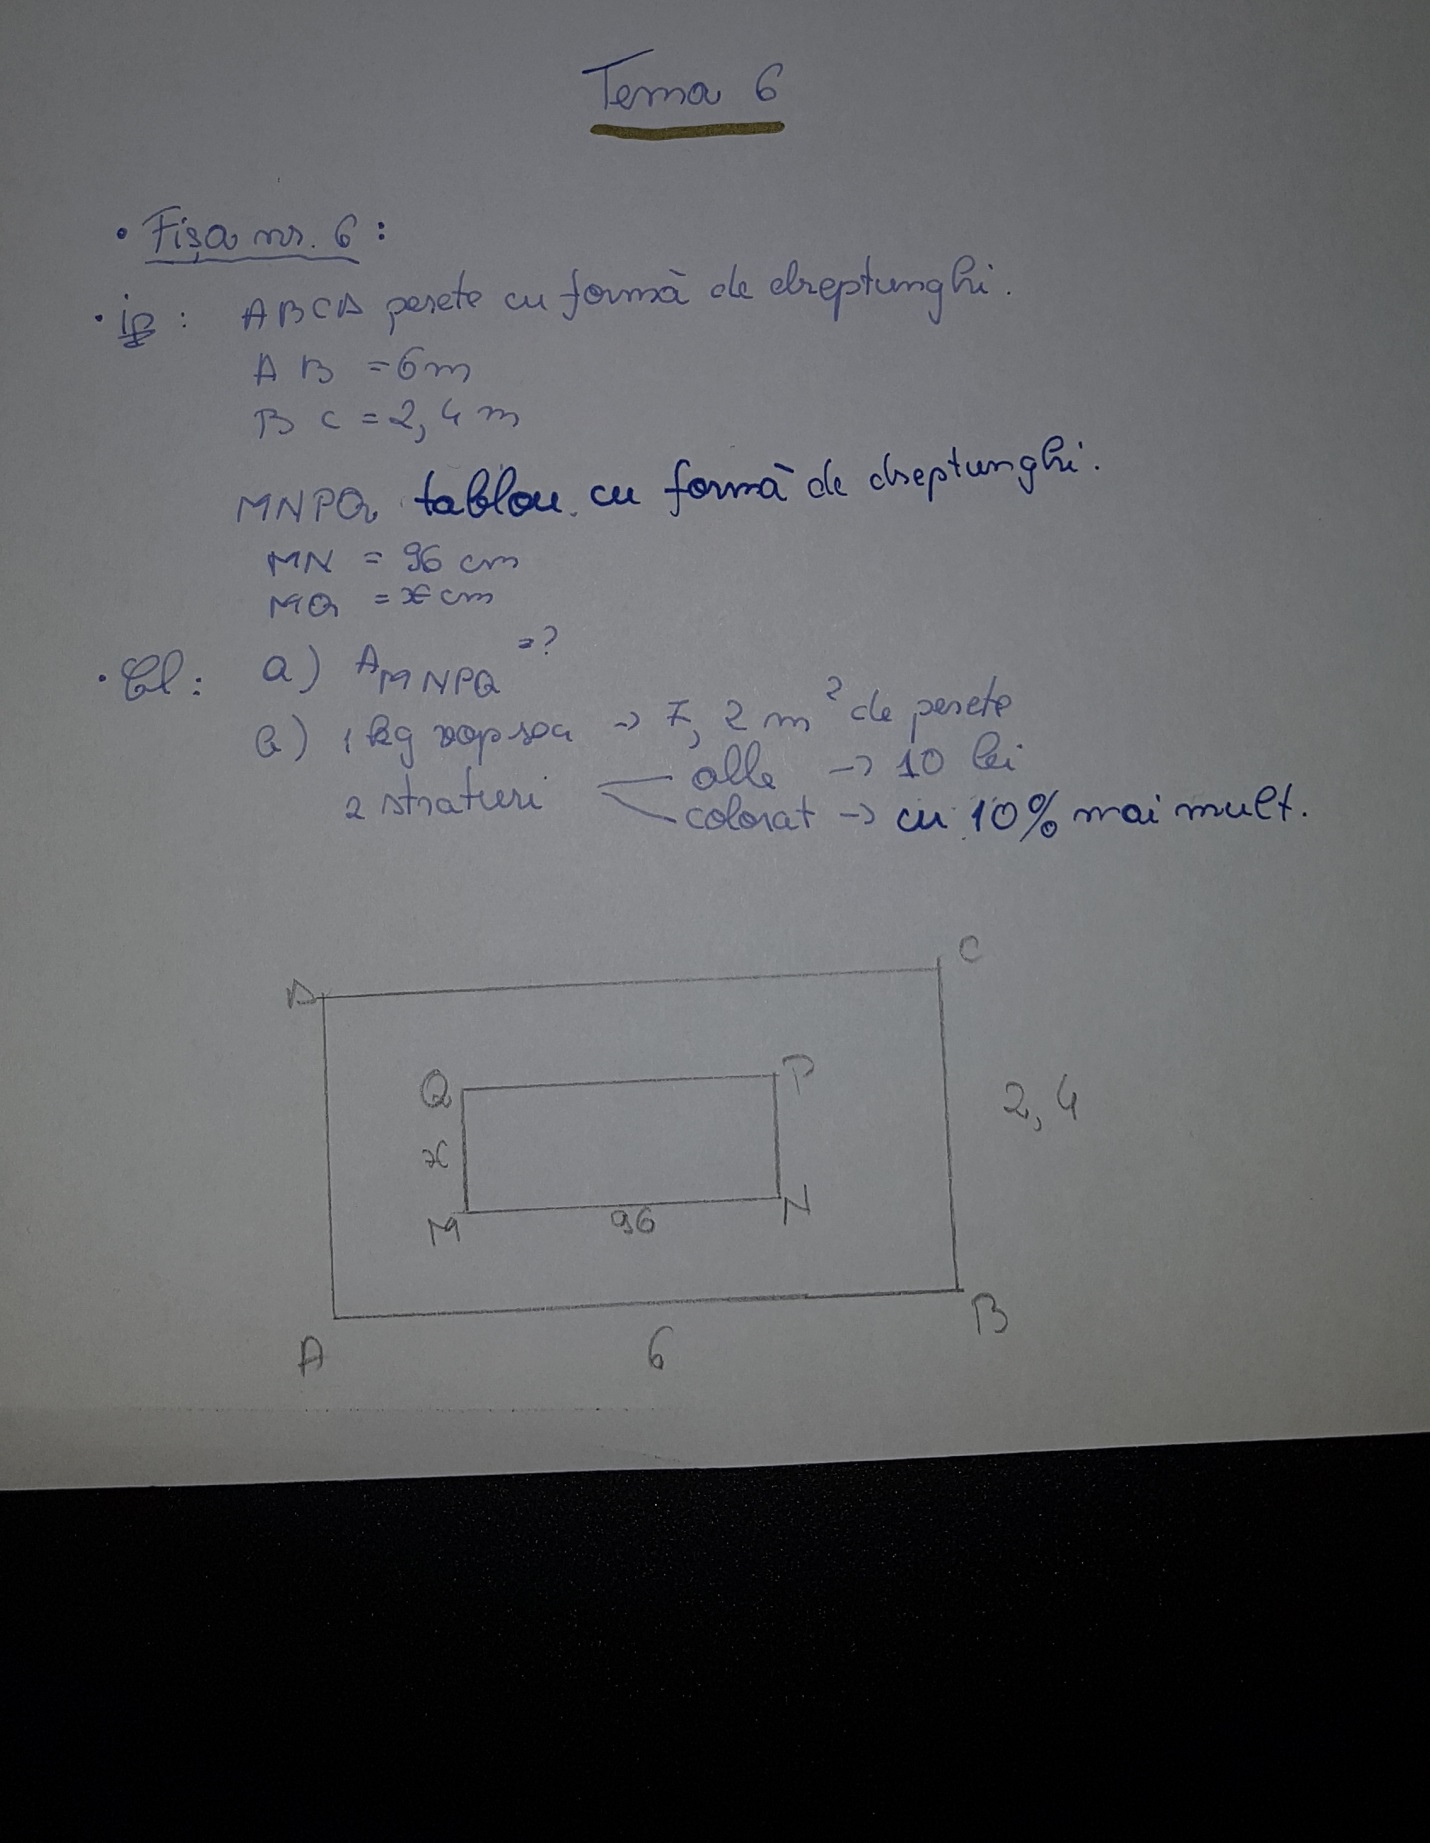 Tema 6
• Fișa nr. 6:
• ip: ABCD perete cu formă de dreptunghi.
AB = 6m
BC = 2,4 m
MNPQ tablou cu formă de dreptunghi.
MN = 96 cm
MQ = x cm
• Cl: a) A MNPQ = ?
b) 1 kg vopsea → 7,2 m² de perete
2 straturi alb → 10 lei
colorat → cu 10% mai mult.
D C
Q P
2,4
x
M 96 N
A 6 B